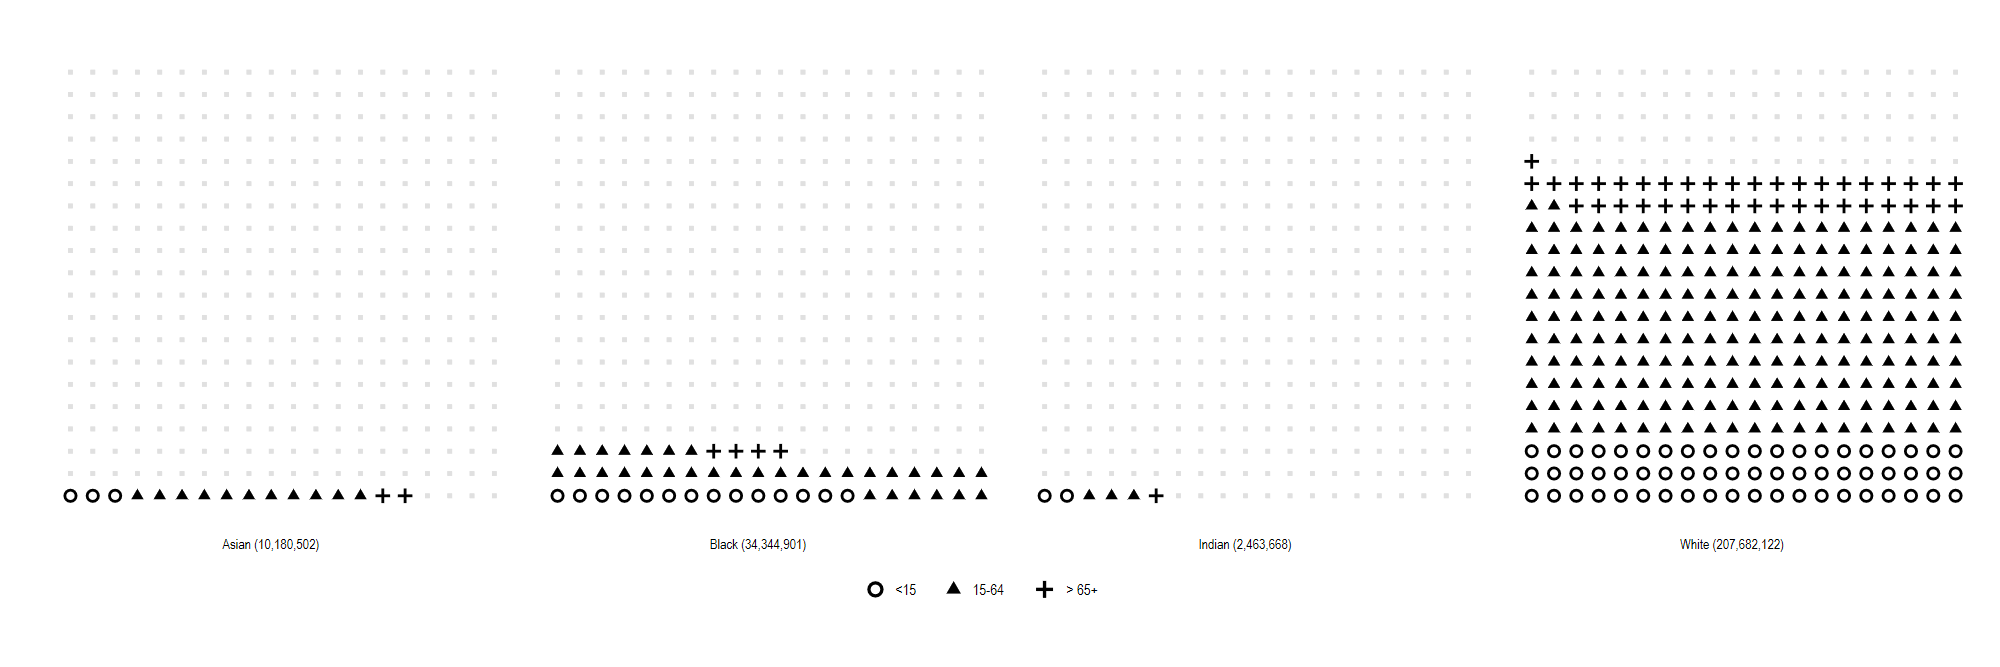 Asian (10,180,502)
Black (34,344,901)
Indian (2,463,668)
White (207,682,122)
<15
15-64
> 65+